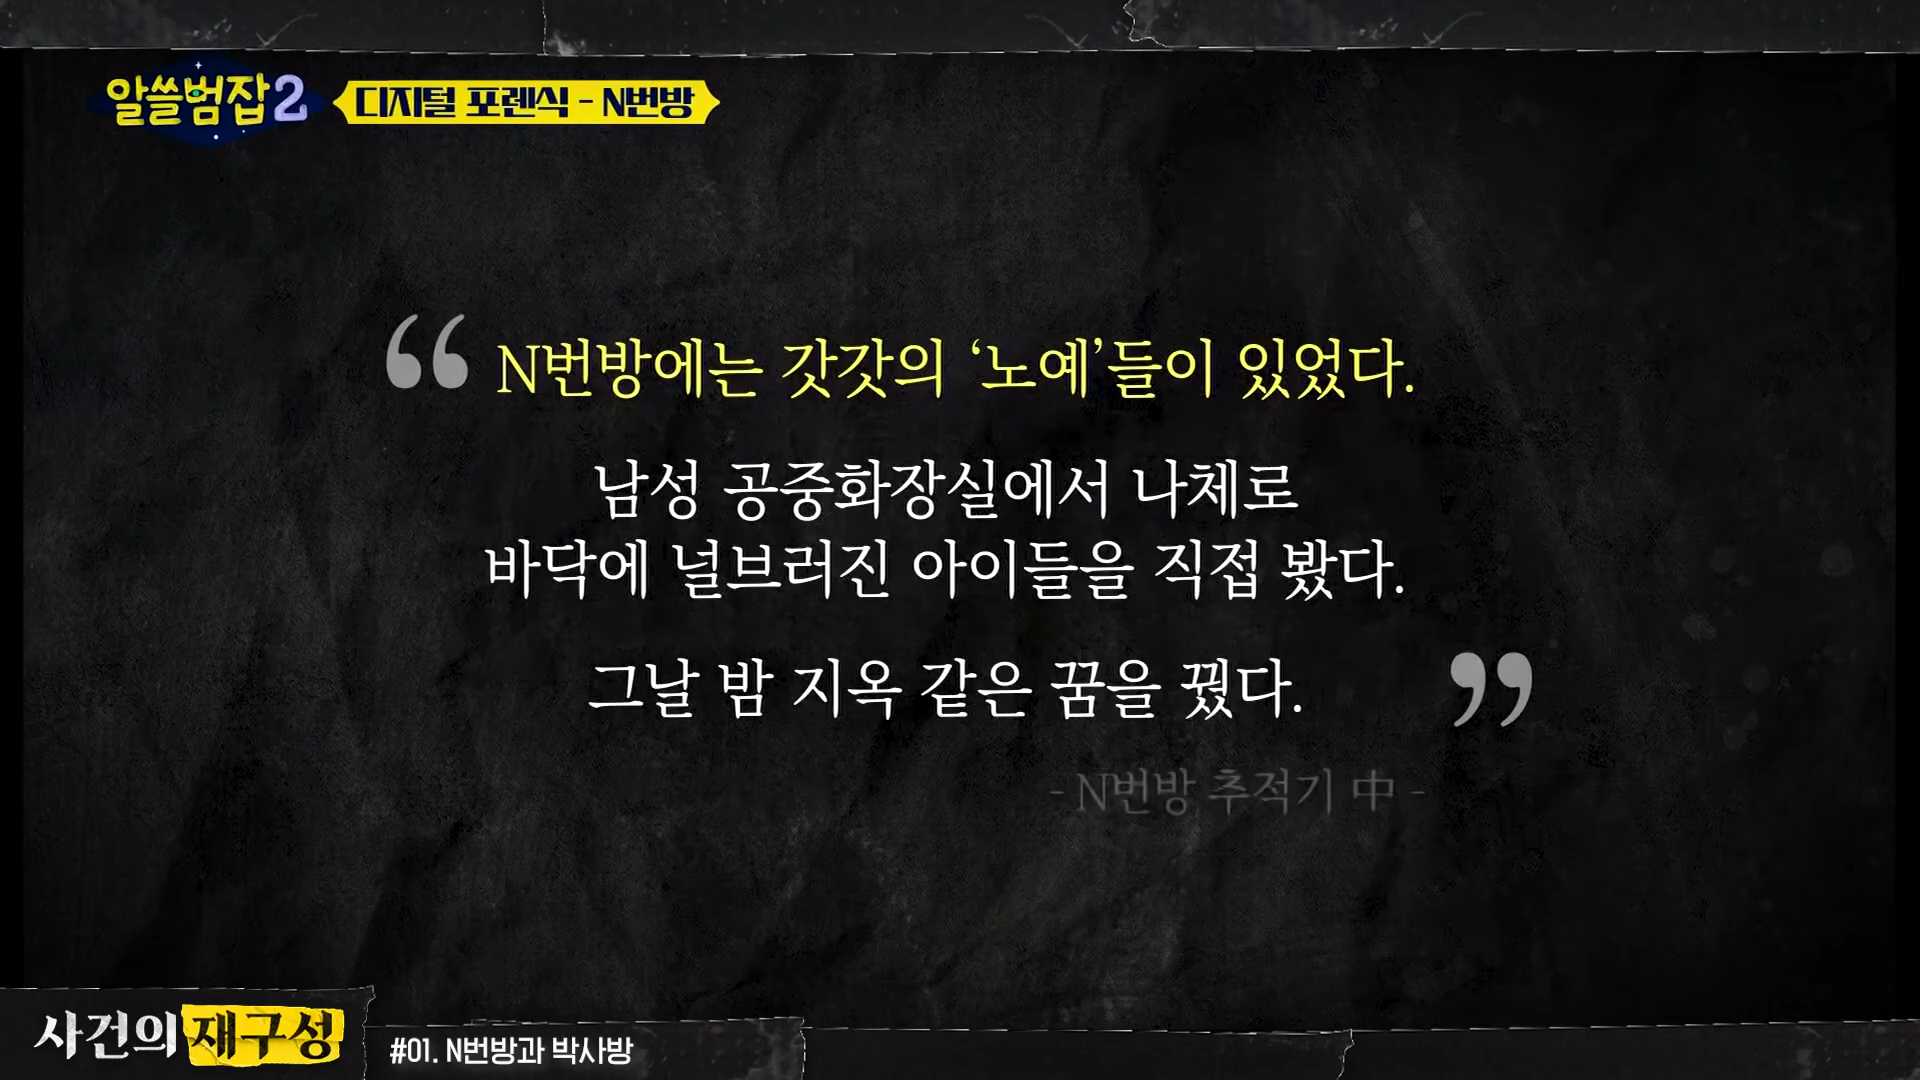 알쓸범잡2
디지털 포렌식 - N번방
“ N번방에는 갓갓의 ‘노예’들이 있었다.
남성 공중화장실에서 나체로
바닥에 널브러진 아이들을 직접 봤다.
그날 밤 지옥 같은 꿈을 꿨다. ”
- N번방 추적기 中 -
사건의 재구성
#01. N번방과 박사방